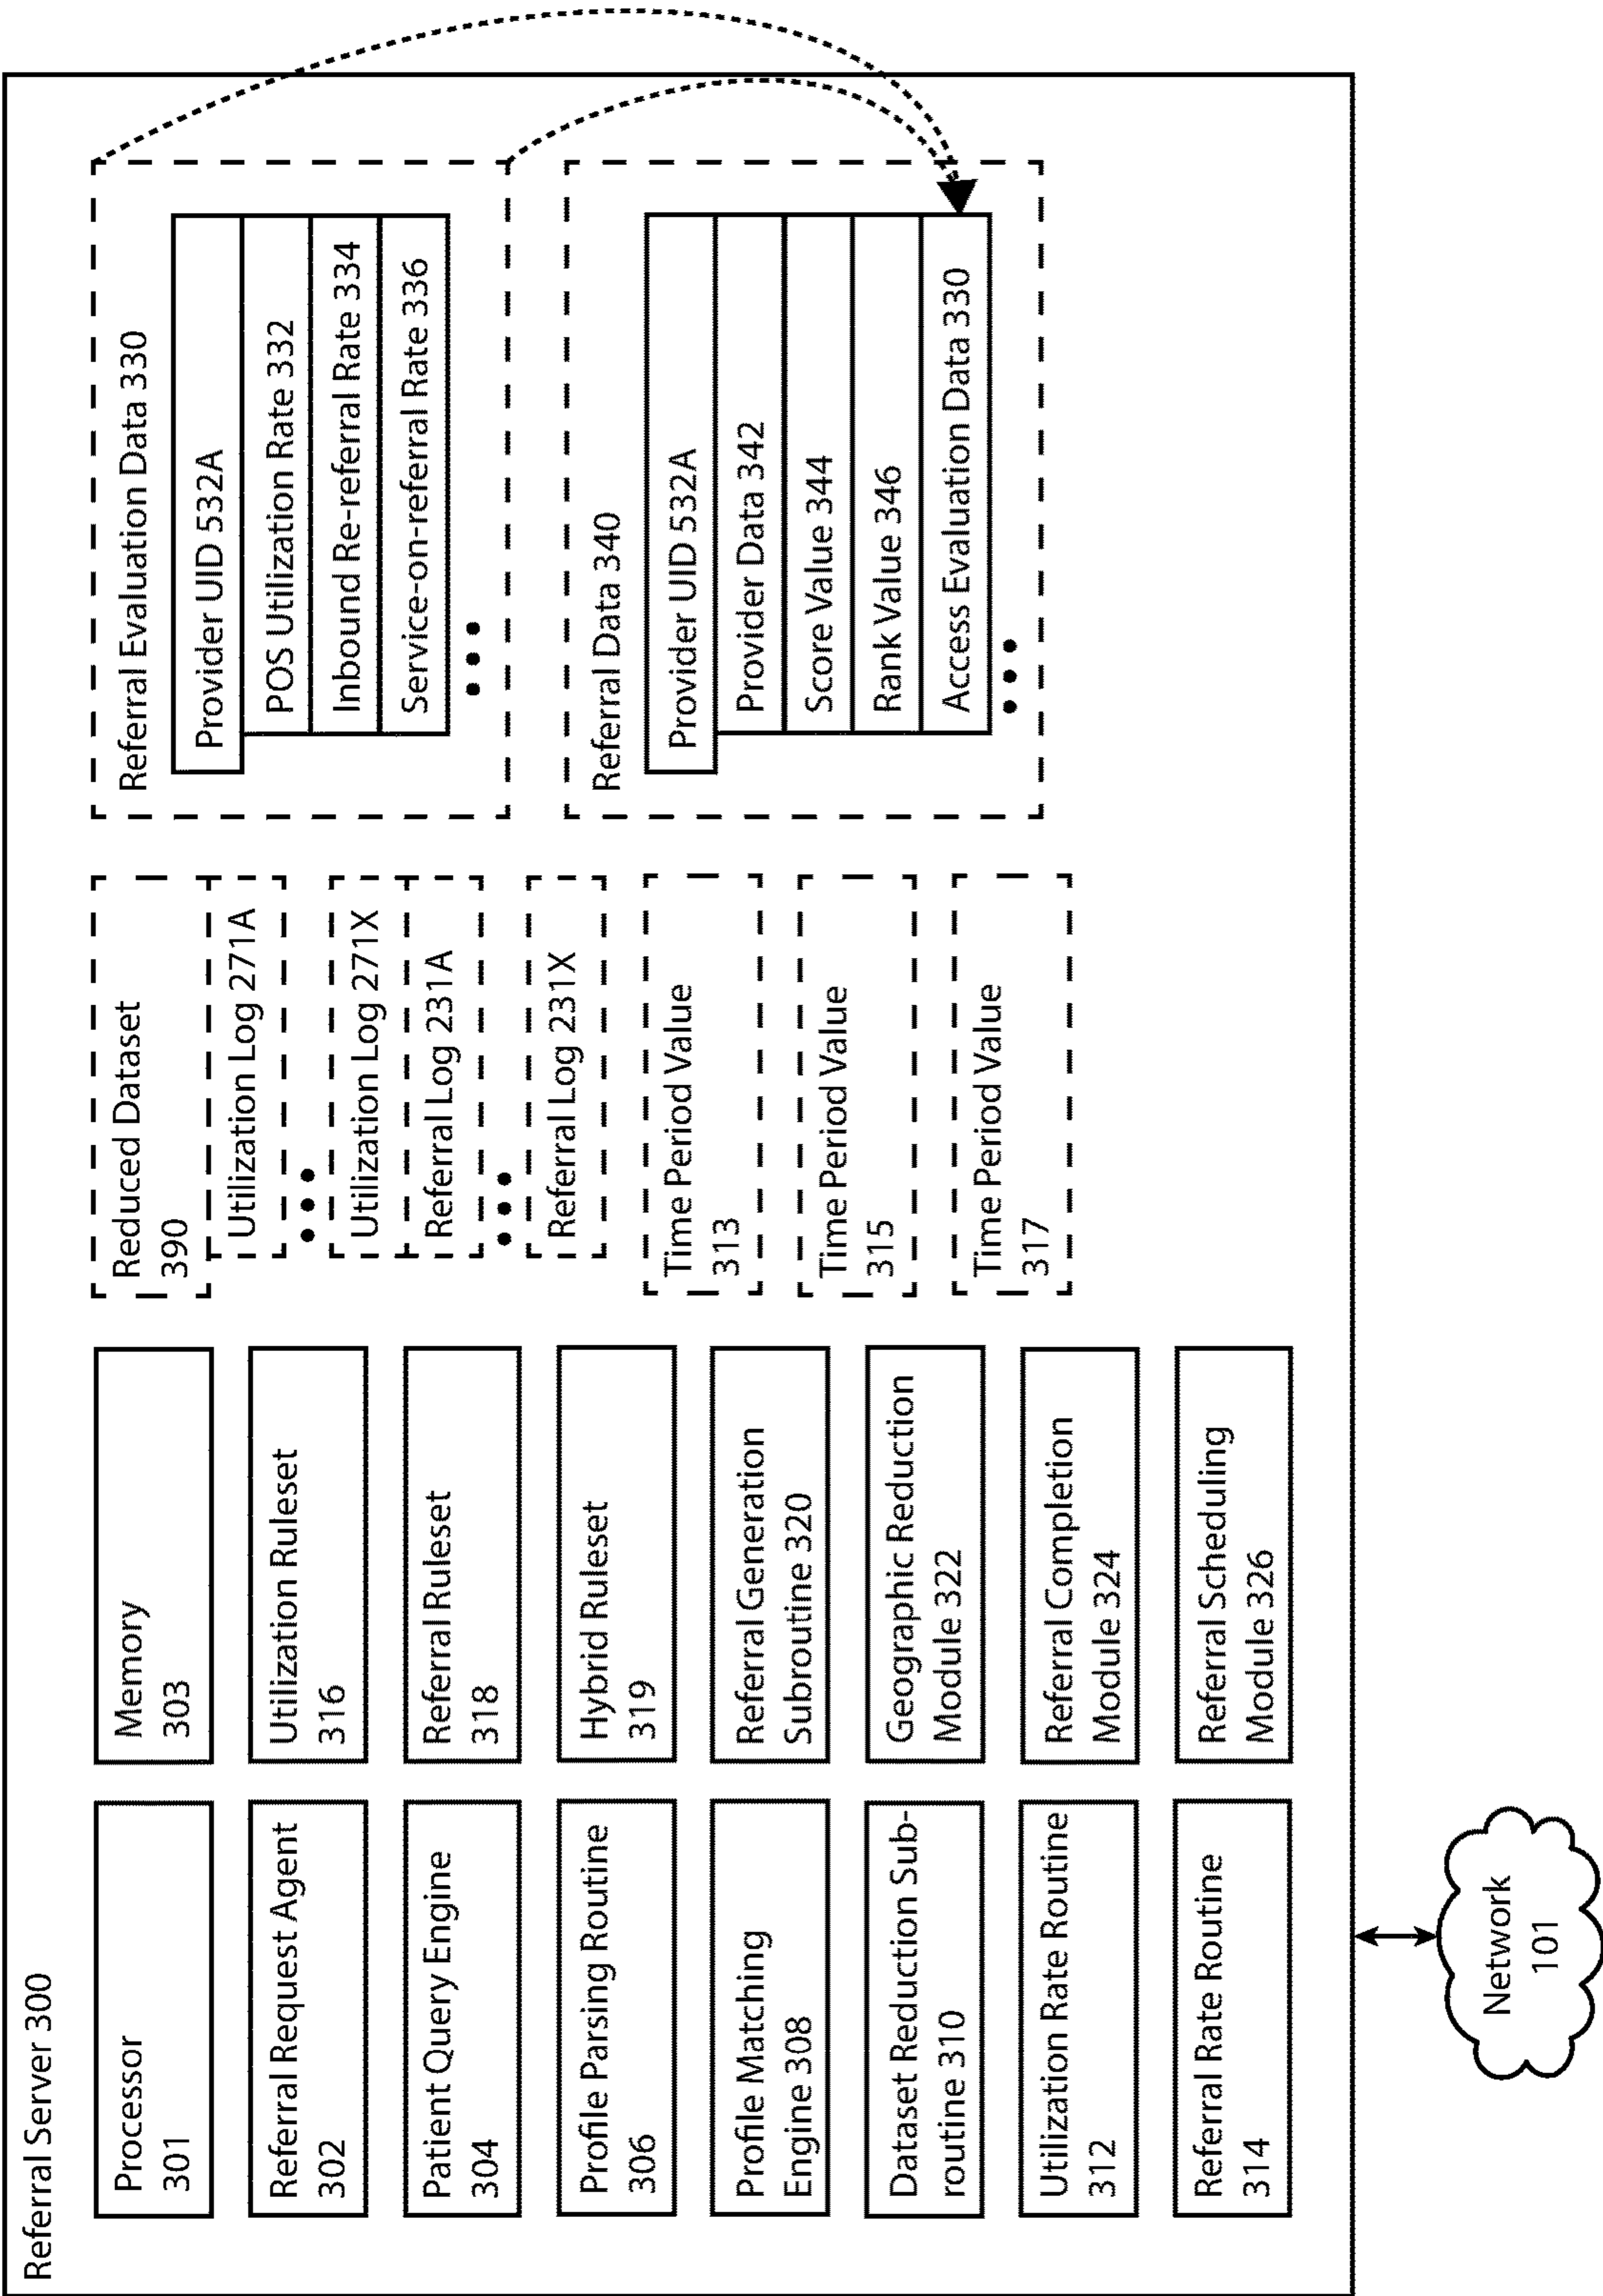 Referral Server 300
Processor
301
Referral Request Agent
302
Patient Query Engine
304
Profile Parsing Routine
306
Profile Matching
Engine 308
Dataset Reduction Sub-
routine 310
Utilization Rate Routine
312
Referral Rate Routine
314
Memory
303
Utilization Ruleset
316
Referral Ruleset
318
Hybrid Ruleset
319
Referral Generation
Subroutine 320
Geographic Reduction
Module 322
Referral Completion
Module 324
Referral Scheduling
Module 326
Reduced Dataset
390
Utilization Log 271A
•••
Utilization Log 271X
Referral Log 231A
•••
Referral Log 231X
Time Period Value
313
Time Period Value
315
Time Period Value
317
Referral Evaluation Data 330
Provider UID 532A
POS Utilization Rate 332
Inbound Re-referral Rate 334
Service-on-referral Rate 336
•••
Referral Data 340
Provider UID 532A
Provider Data 342
Score Value 344
Rank Value 346
Access Evaluation Data 330
•••
Network
101